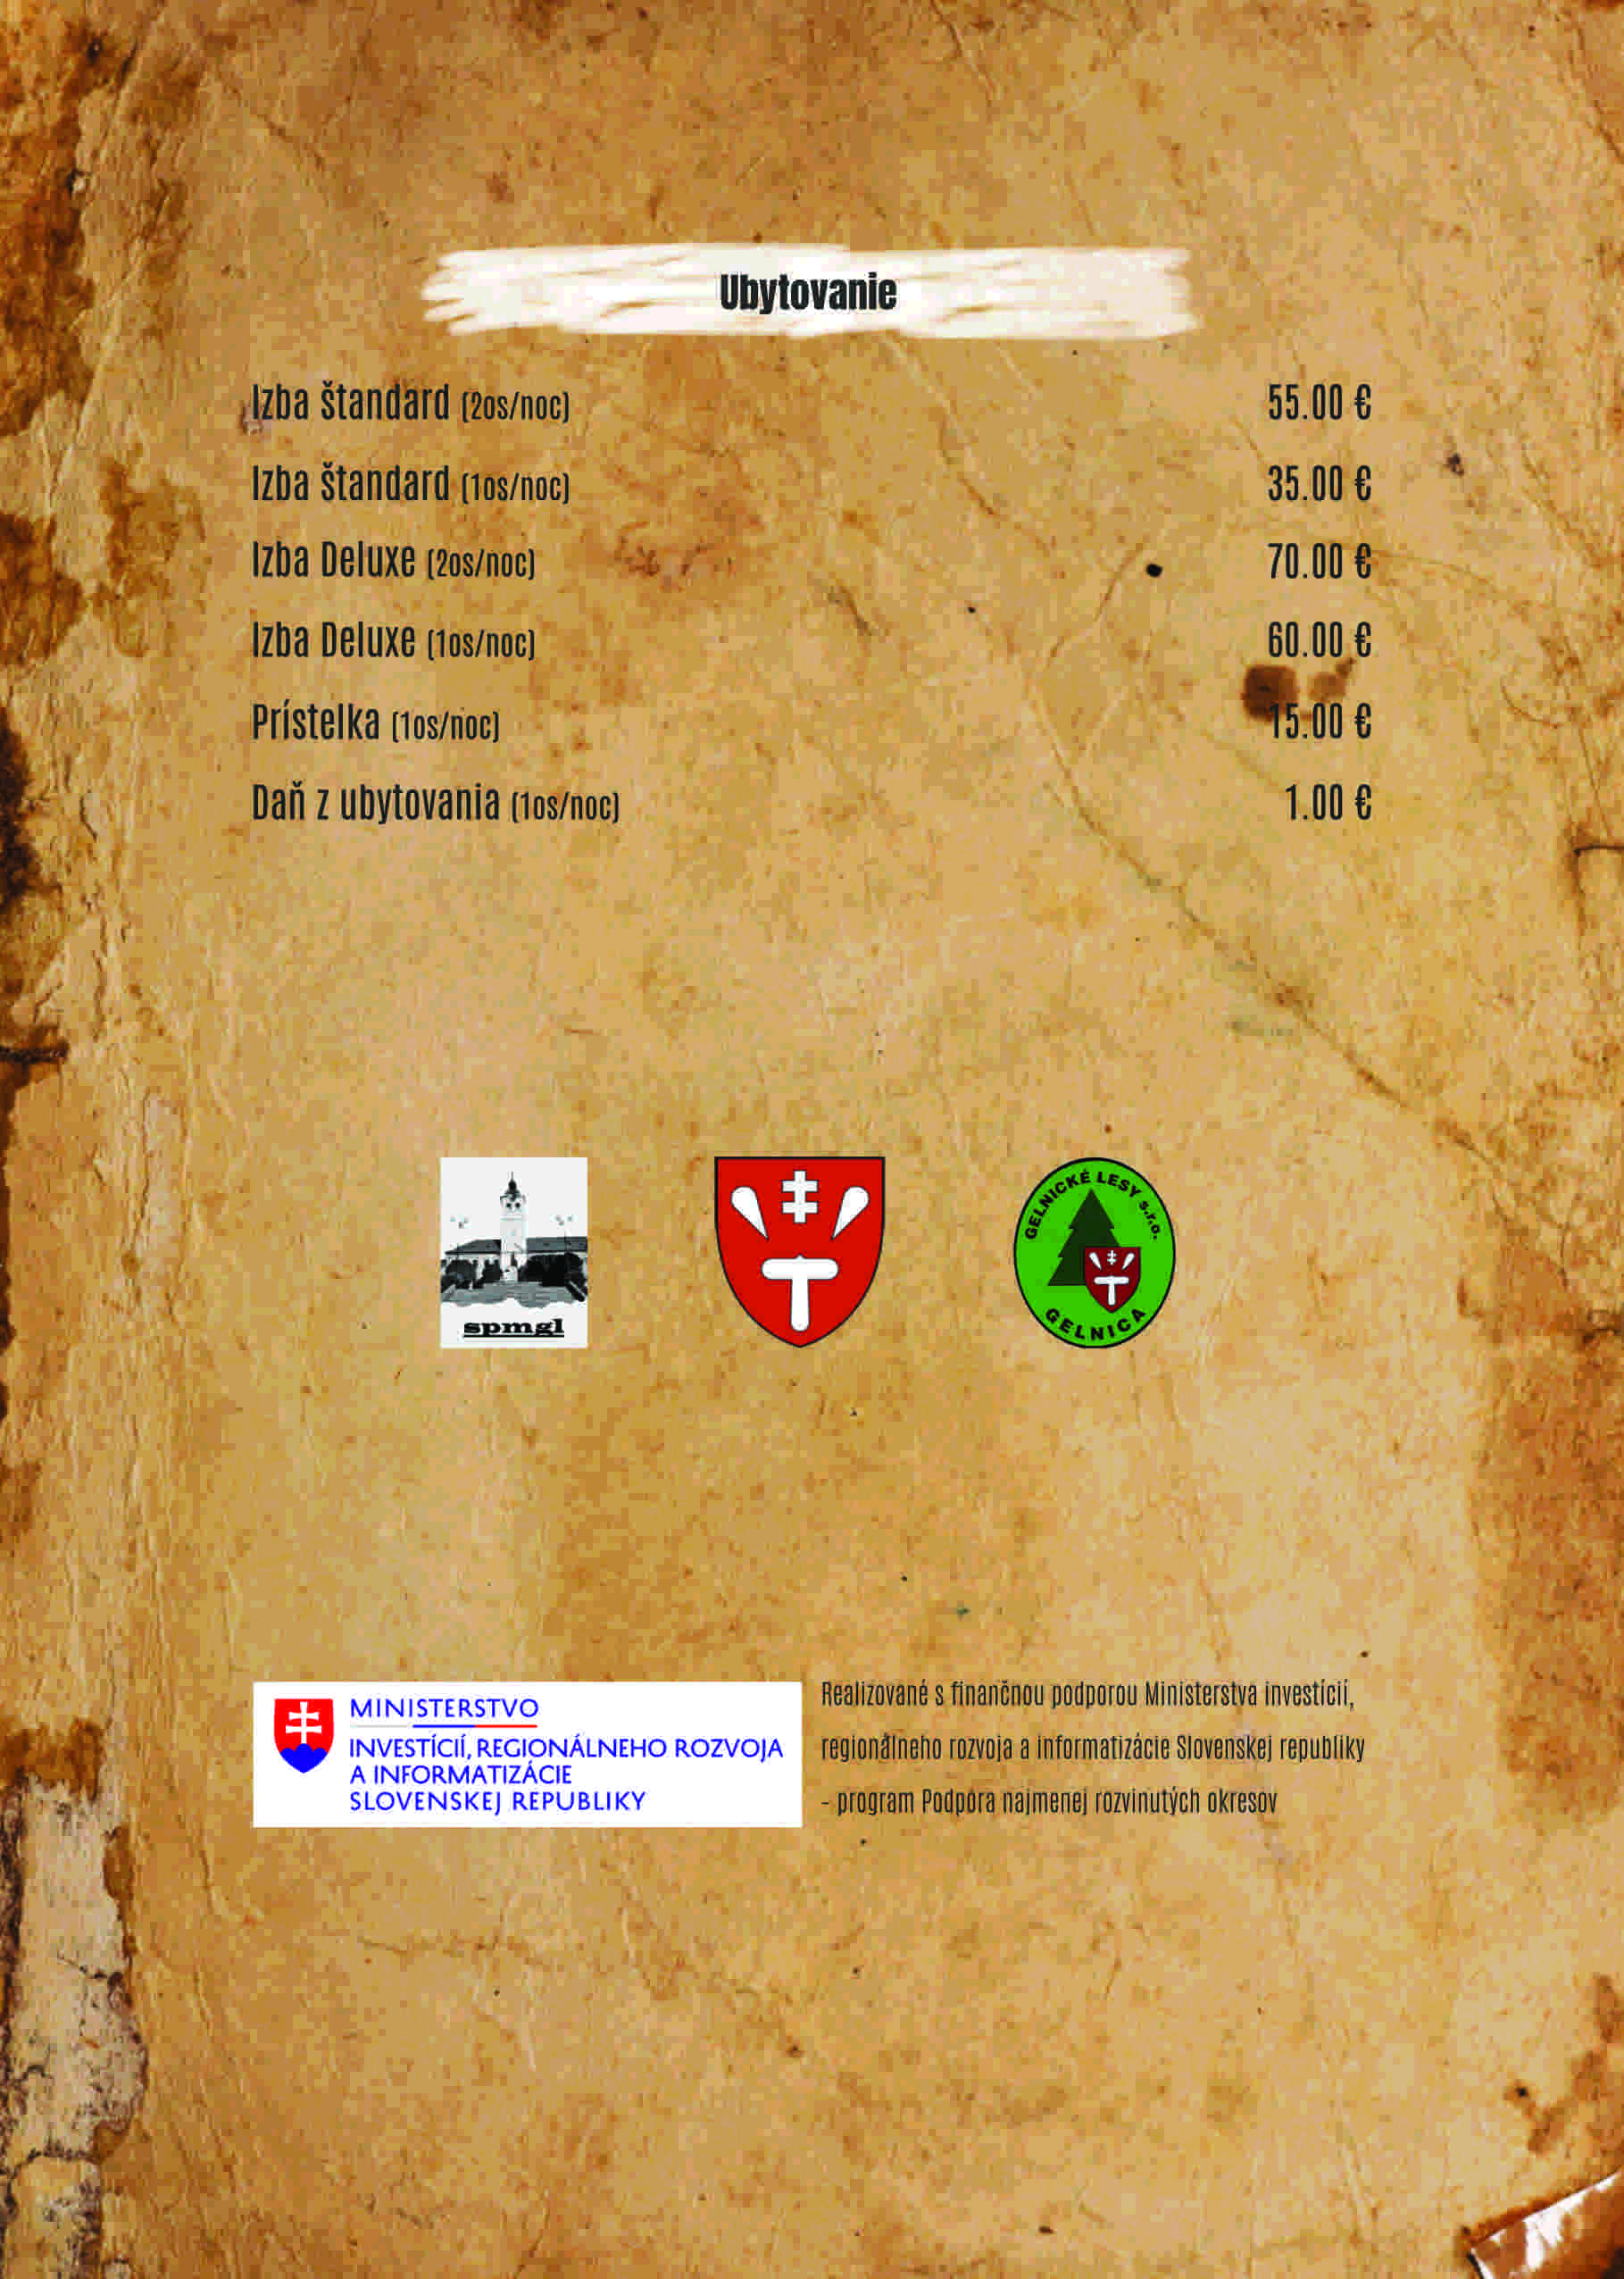 Ubytovanie
Izba štandard (2os/noc) 55.00 €
Izba štandard (1os/noc) 35.00 €
Izba Deluxe (2os/noc) 70.00 €
Izba Deluxe (1os/noc) 60.00 €
Prístelka (1os/noc) 15.00 €
Daň z ubytovania (1os/noc) 1.00 €
spmgl
GELNICKÉ LESY s.r.o.
GELNICA
MINISTERSTVO
INVESTÍCIÍ, REGIONÁLNEHO ROZVOJA
A INFORMATIZÁCIE
SLOVENSKEJ REPUBLIKY
Realizované s finančnou podporou Ministerstva investícií,
regionálneho rozvoja a informatizácie Slovenskej republiky
- program Podpora najmenej rozvinutých okresov